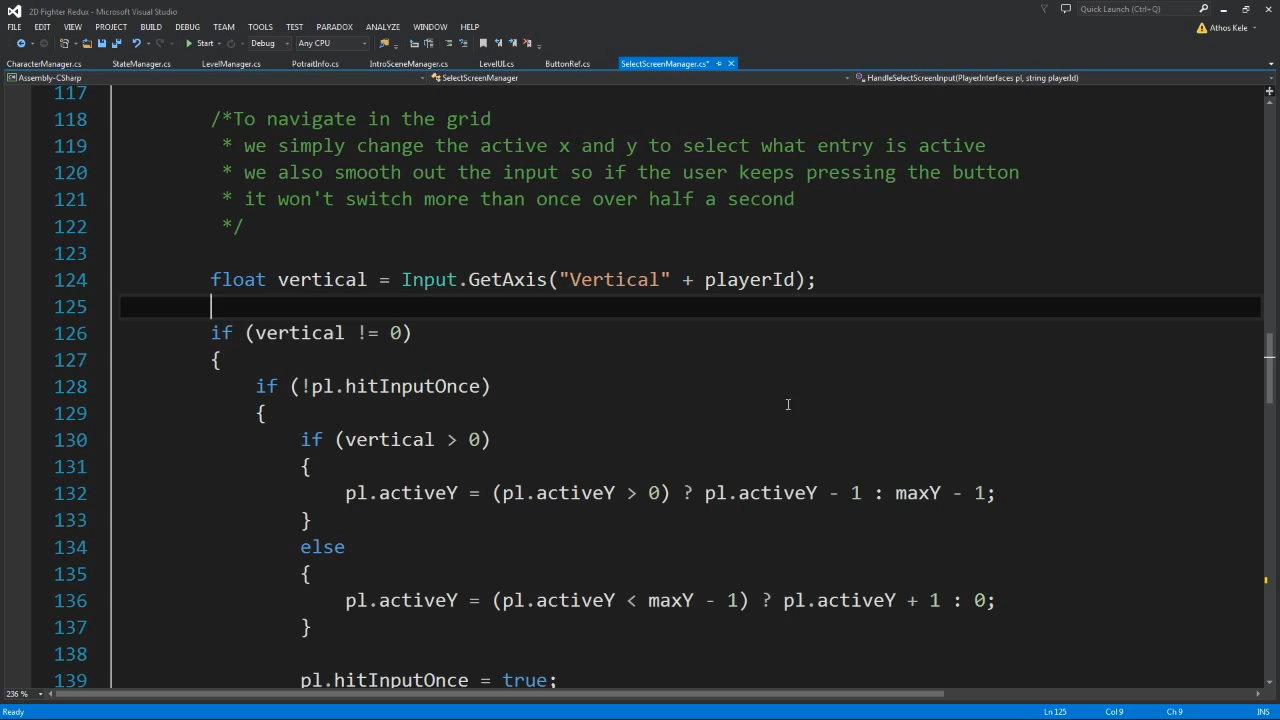 2D Fighter Redux - Microsoft Visual Studio
Quick Launch (Ctrl+Q)
FILE EDIT VIEW PROJECT BUILD DEBUG TEAM TOOLS TEST PARADOX ANALYZE WINDOW HELP
Athos Kele
Start Debug Any CPU
CharacterManager.cs StateManager.cs LevelManager.cs PotraitInfo.cs IntroSceneManager.cs LevelUI.cs ButtonRef.cs SelectScreenManager.cs*
Assembly-CSharp SelectScreenManager HandleSelectScreenInput(PlayerInterfaces pl, string playerId)
117
118 /*To navigate in the grid
119 * we simply change the active x and y to select what entry is active
120 * we also smooth out the input so if the user keeps pressing the button
121 * it won't switch more than once over half a second
122 */
123
124 float vertical = Input.GetAxis("Vertical" + playerId);
125
126 if (vertical != 0)
127 {
128 if (!pl.hitInputOnce)
129 {
130 if (vertical > 0)
131 {
132 pl.activeY = (pl.activeY > 0) ? pl.activeY - 1 : maxY - 1;
133 }
134 else
135 {
136 pl.activeY = (pl.activeY < maxY - 1) ? pl.activeY + 1 : 0;
137 }
138
139 pl.hitInputOnce = true;
236 %
Ready Ln 125 Col 9 Ch 9 INS